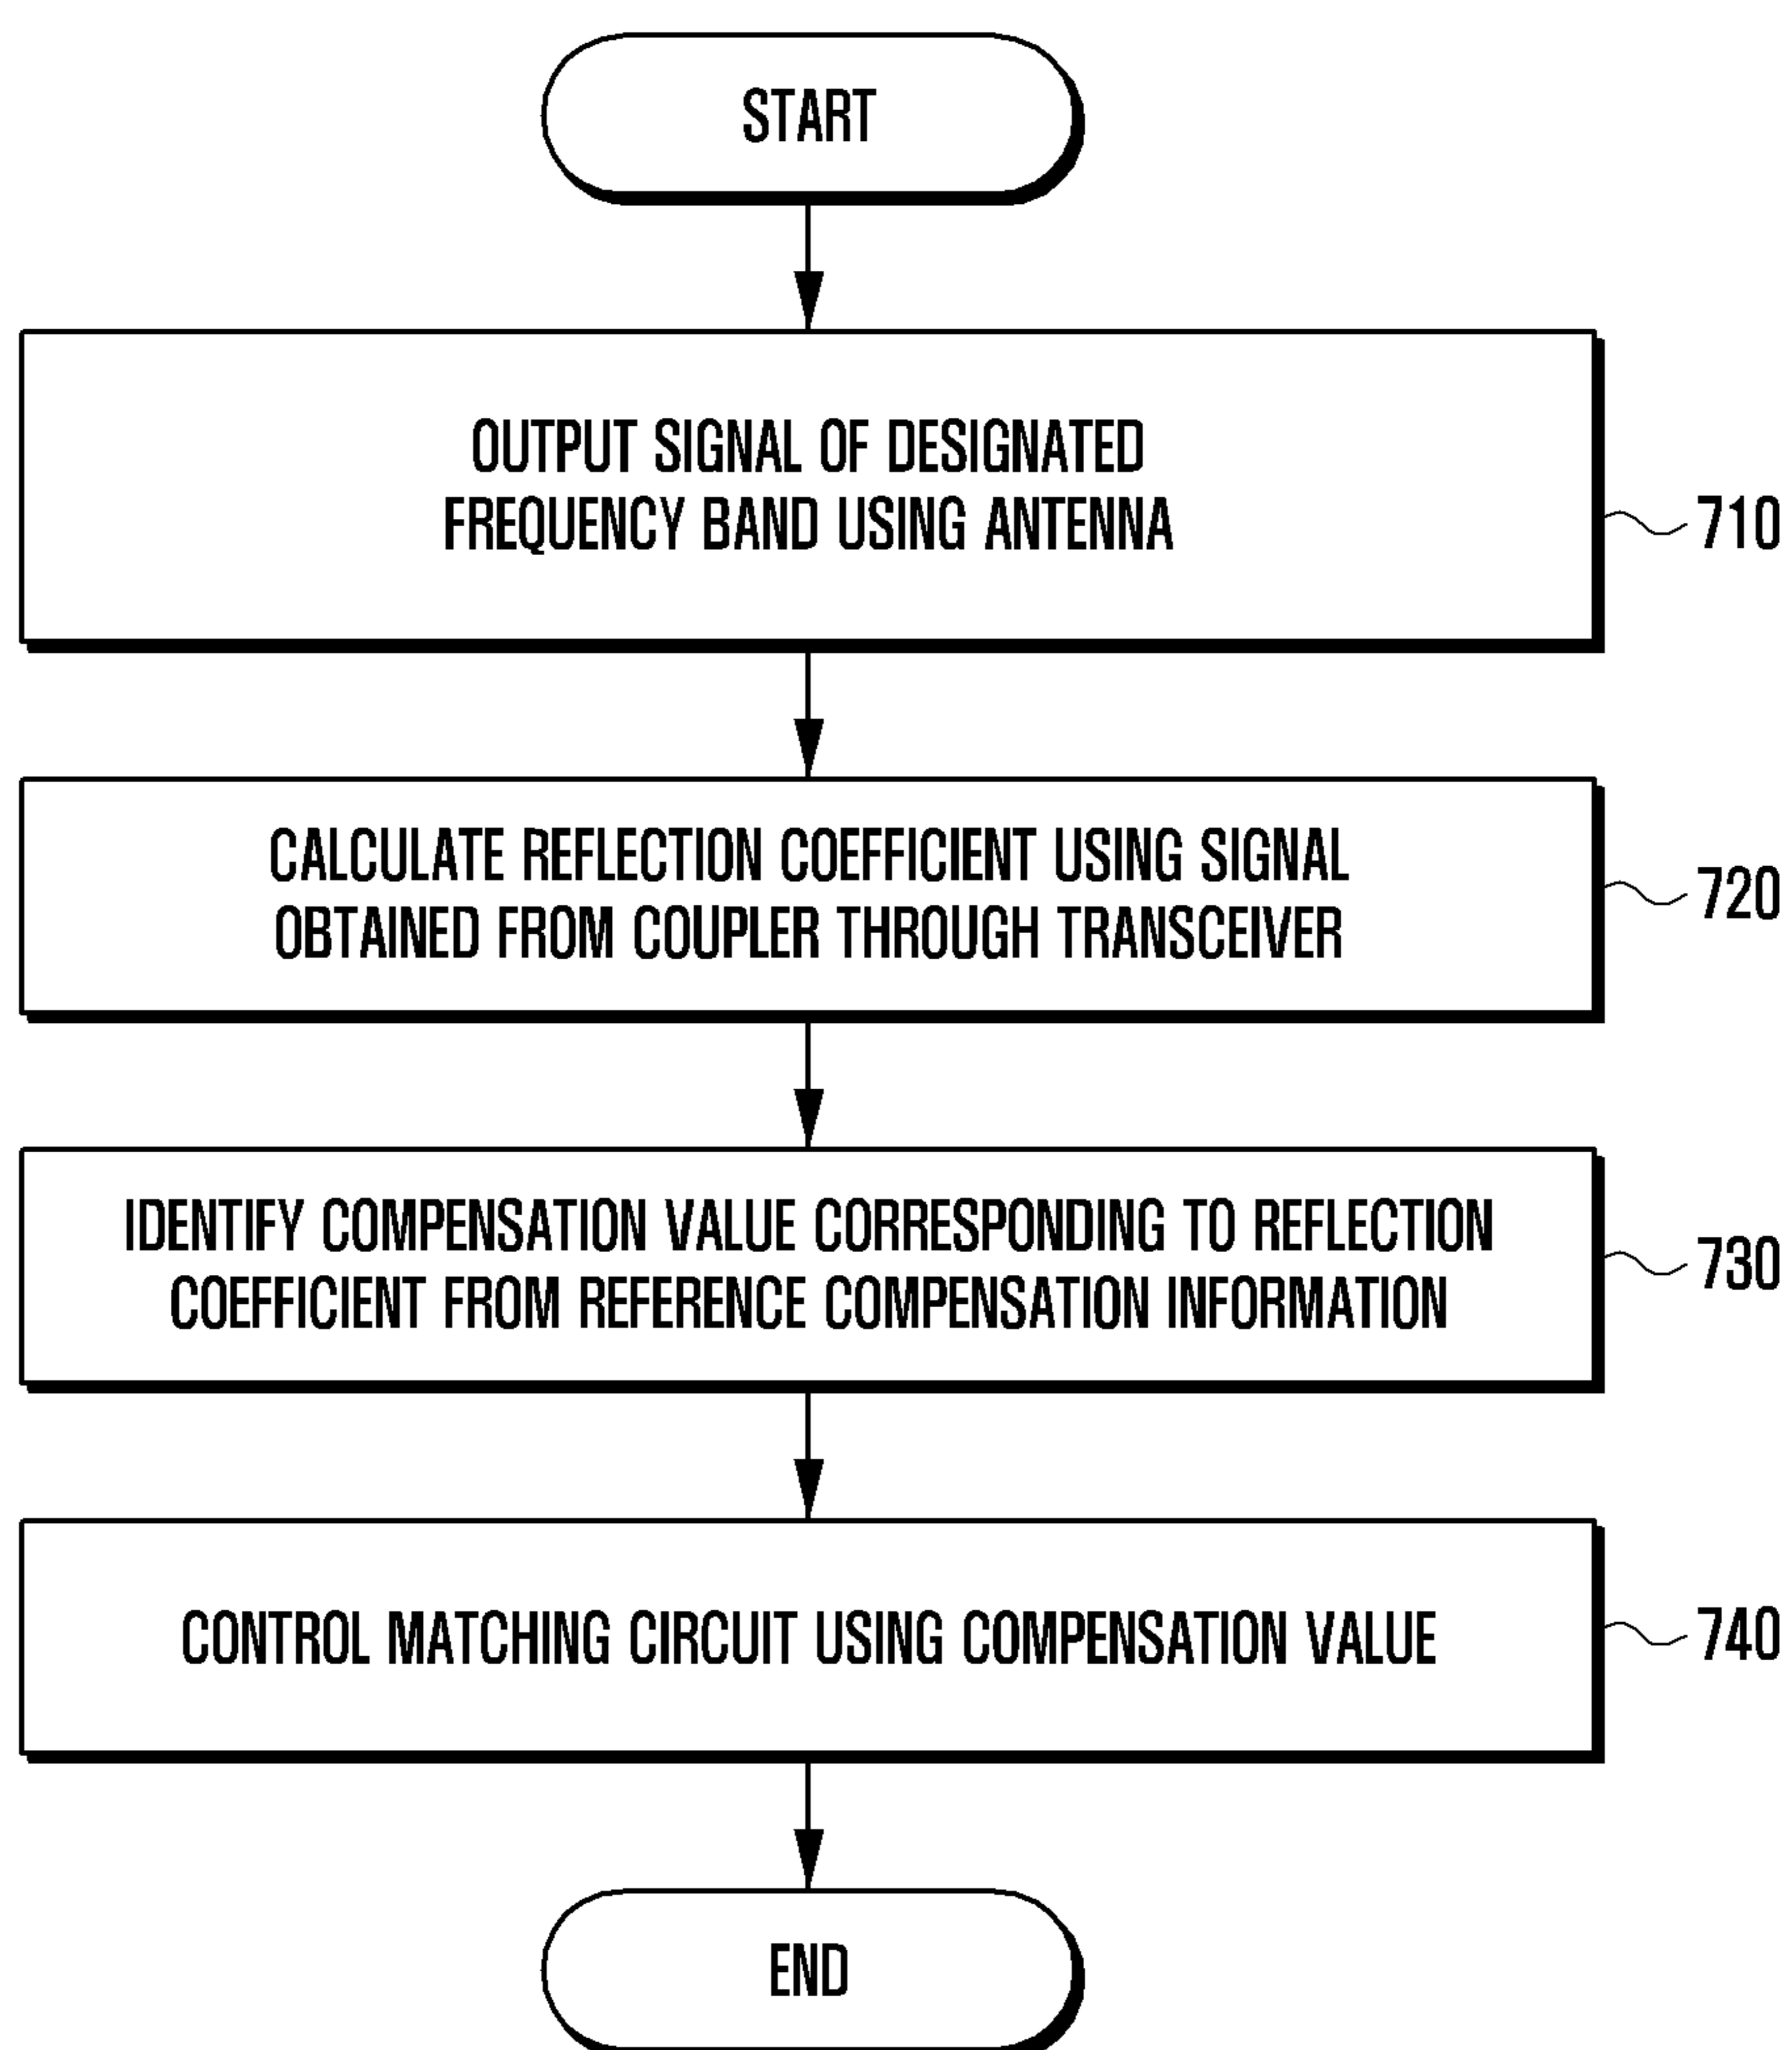 START
OUTPUT SIGNAL OF DESIGNATED
FREQUENCY BAND USING ANTENNA
710
CALCULATE REFLECTION COEFFICIENT USING SIGNAL
OBTAINED FROM COUPLER THROUGH TRANSCEIVER
720
IDENTIFY COMPENSATION VALUE CORRESPONDING TO REFLECTION
COEFFICIENT FROM REFERENCE COMPENSATION INFORMATION
730
CONTROL MATCHING CIRCUIT USING COMPENSATION VALUE
740
END